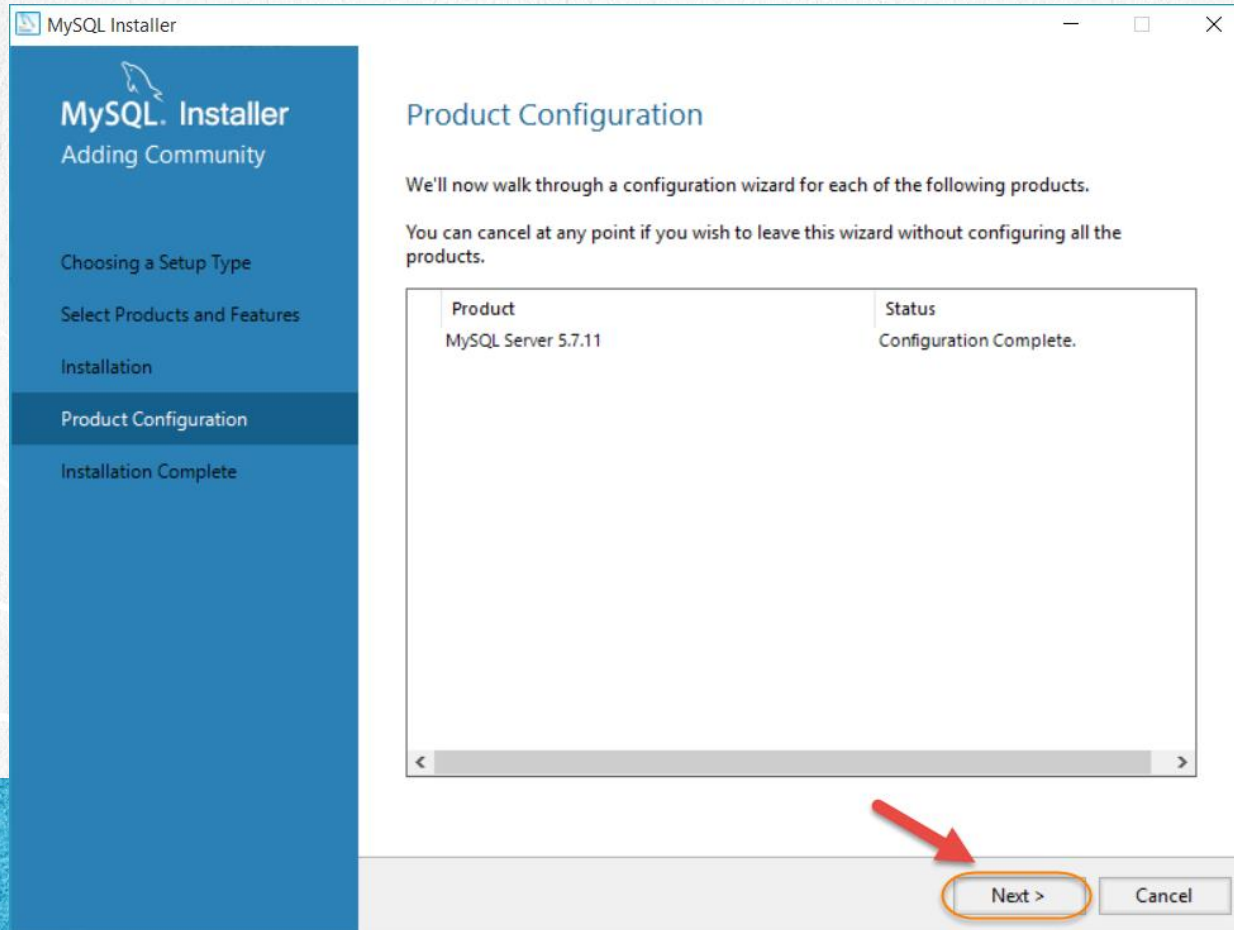 MySQL Installer
MySQL. Installer
Adding Community
Choosing a Setup Type
Select Products and Features
Installation
Product Configuration
Installation Complete
Product Configuration
We'll now walk through a configuration wizard for each of the following products.
You can cancel at any point if you wish to leave this wizard without configuring all the
products.
Product Status
MySQL Server 5.7.11 Configuration Complete.
Next > Cancel